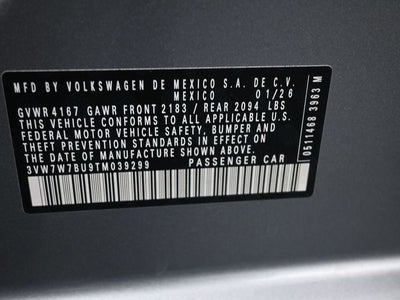 MFD BY VOLKSWAGEN DE MEXICO S.A. DE C.V.
MEXICO 01/26
GVWR 4167 GAWR FRONT 2183 / REAR 2094 LBS
THIS VEHICLE CONFORMS TO ALL APPLICABLE U.S.
FEDERAL MOTOR VEHICLE SAFETY, BUMPER AND
THEFT PREVENTION STANDARDS IN EFFECT ON
THE DATE OF MANUFACTURE SHOWN ABOVE.
3VW7W7BU9TM039299 PASSENGER CAR
0511468 3963 M